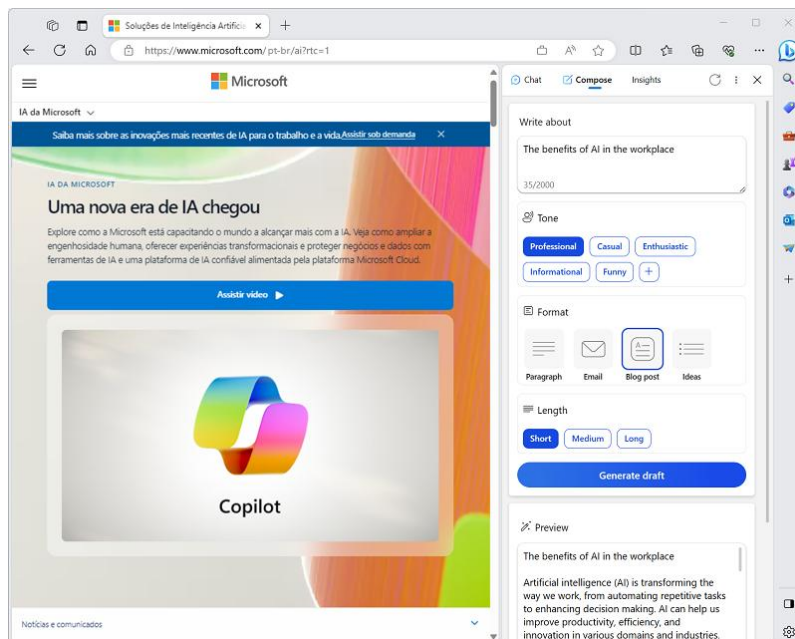 Soluções de Inteligência Artificia
https://www.microsoft.com/pt-br/ai?rtc=1
Microsoft
IA da Microsoft
Saiba mais sobre as inovações mais recentes de IA para o trabalho e a vida. Assistir sob demanda
IA DA MICROSOFT
Uma nova era de IA chegou
Explore como a Microsoft está capacitando o mundo a alcançar mais com a IA. Veja como ampliar a
engenhosidade humana, oferecer experiências transformacionais e proteger negócios e dados com
ferramentas de IA e uma plataforma de IA confiável alimentada pela plataforma Microsoft Cloud.
Assistir vídeo
Copilot
Notícias e comunicados
Chat Compose Insights
Write about
The benefits of AI in the workplace
35/2000
Tone
Professional Casual Enthusiastic
Informational Funny +
Format
Paragraph Email Blog post Ideas
Length
Short Medium Long
Generate draft
Preview
The benefits of AI in the workplace
Artificial intelligence (AI) is transforming the
way we work, from automating repetitive tasks
to enhancing decision making. AI can help us
improve productivity, efficiency, and
innovation in various domains and industries.